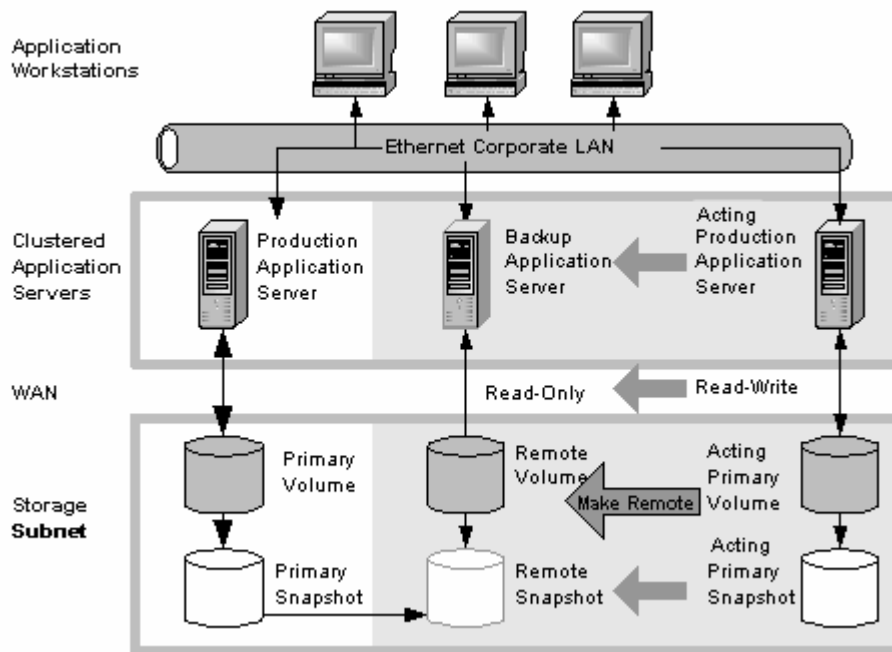 Application
Workstations
Ethernet Corporate LAN
Clustered
Application
Servers
Production
Application
Server
Backup
Application
Server
Acting
Production
Application
Server
WAN
Read-Only
Read-Write
Storage
Subnet
Primary
Volume
Remote
Volume
Make Remote
Acting
Primary
Volume
Primary
Snapshot
Remote
Snapshot
Acting
Primary
Snapshot